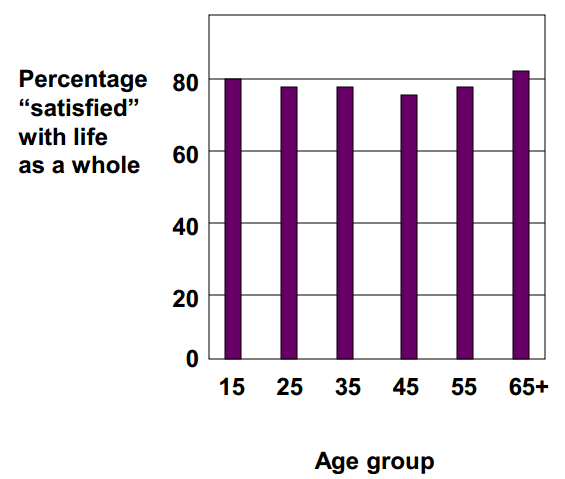 Percentage
“satisfied”
with life
as a whole
80
60
40
20
0
15 25 35 45 55 65+
Age group